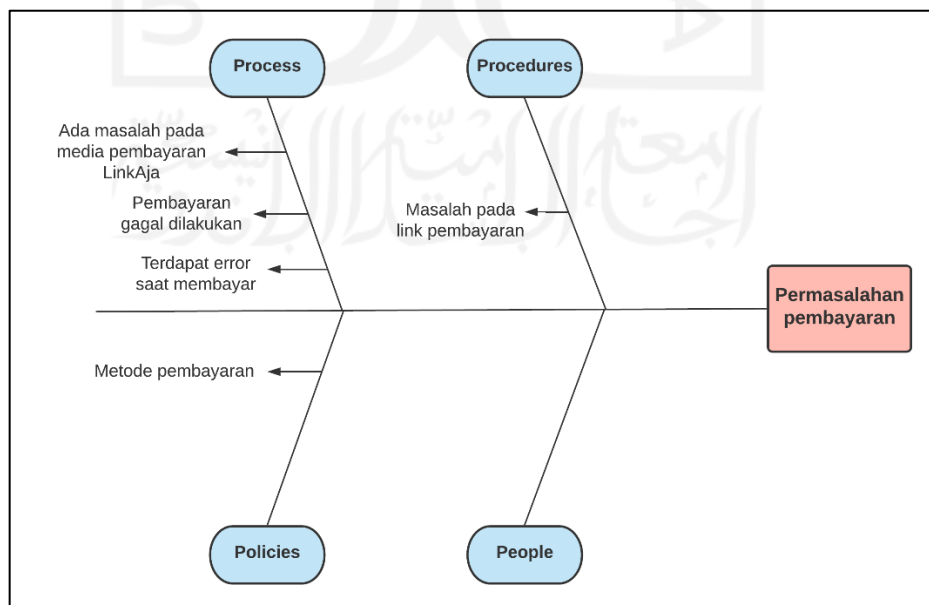 Process
Procedures
Ada masalah pada
media pembayaran
LinkAja
Pembayaran
gagal dilakukan
Masalah pada
link pembayaran
Terdapat error
saat membayar
Permasalahan
pembayaran
Metode pembayaran
Policies
People